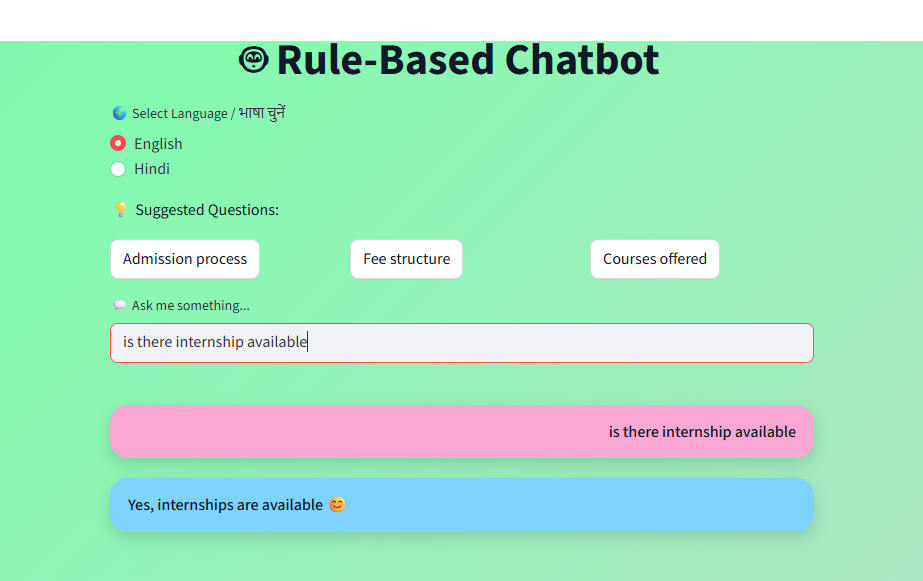 Rule-Based Chatbot
Select Language / भाषा चुनें
English
Hindi
Suggested Questions:
Admission process
Fee structure
Courses offered
Ask me something...
is there internship available
is there internship available
Yes, internships are available 😊